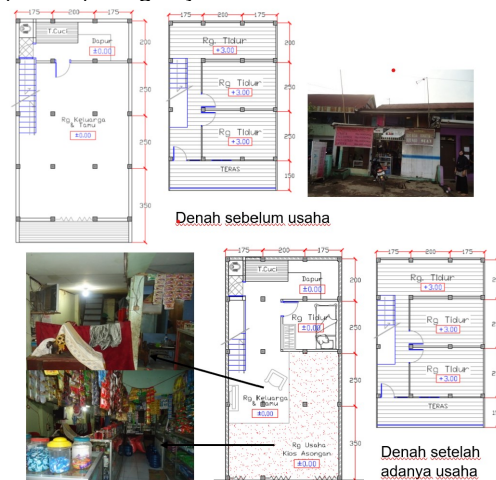 175 200 175
T.Cuci
Dapur
±0.00
200
250
Rg Keluarga
& Tamu
±0.00
250
350
175 200 175
Rg. Tidur
+3.00
200
Rg Tidur
+3.00
250
Rg Tidur
+3.00
250
TERAS
150
Denah sebelum usaha
175 200 175
T.Cuci
Dapur
±0.00
200
Rg Tidur
±0.00
250
Rg Keluarga
& Tamu
±0.00
250
Rg Usaha
Kios Asongan
±0.00
350
175 200 175
Rg. Tidur
+3.00
Rg Tidur
+3.00
Rg Tidur
+3.00
TERAS
Denah setelah
adanya usaha